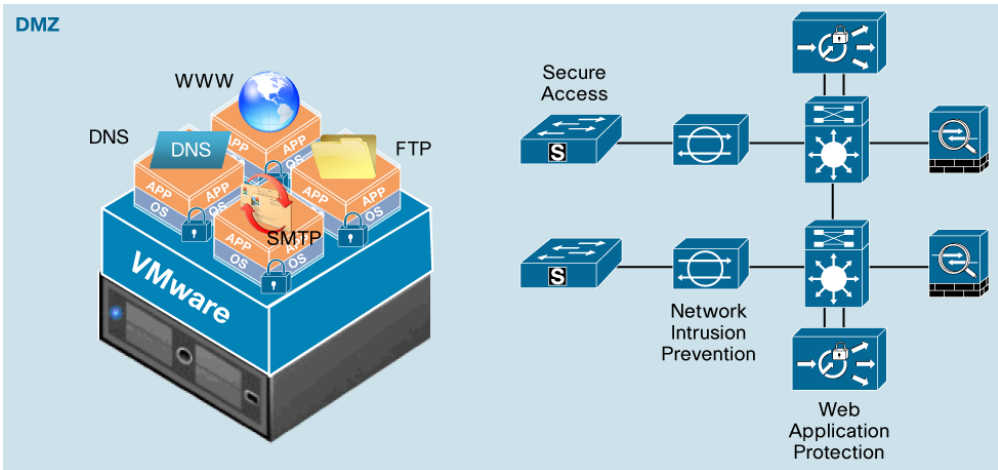 DMZ
WWW
DNS
DNS
FTP
APP
APP
OS
APP
APP
OS
APP
APP
OS
OS
SMTP
APP
APP
OS
OS
VMware
Secure
Access
S
S
Network
Intrusion
Prevention
Web
Application
Protection